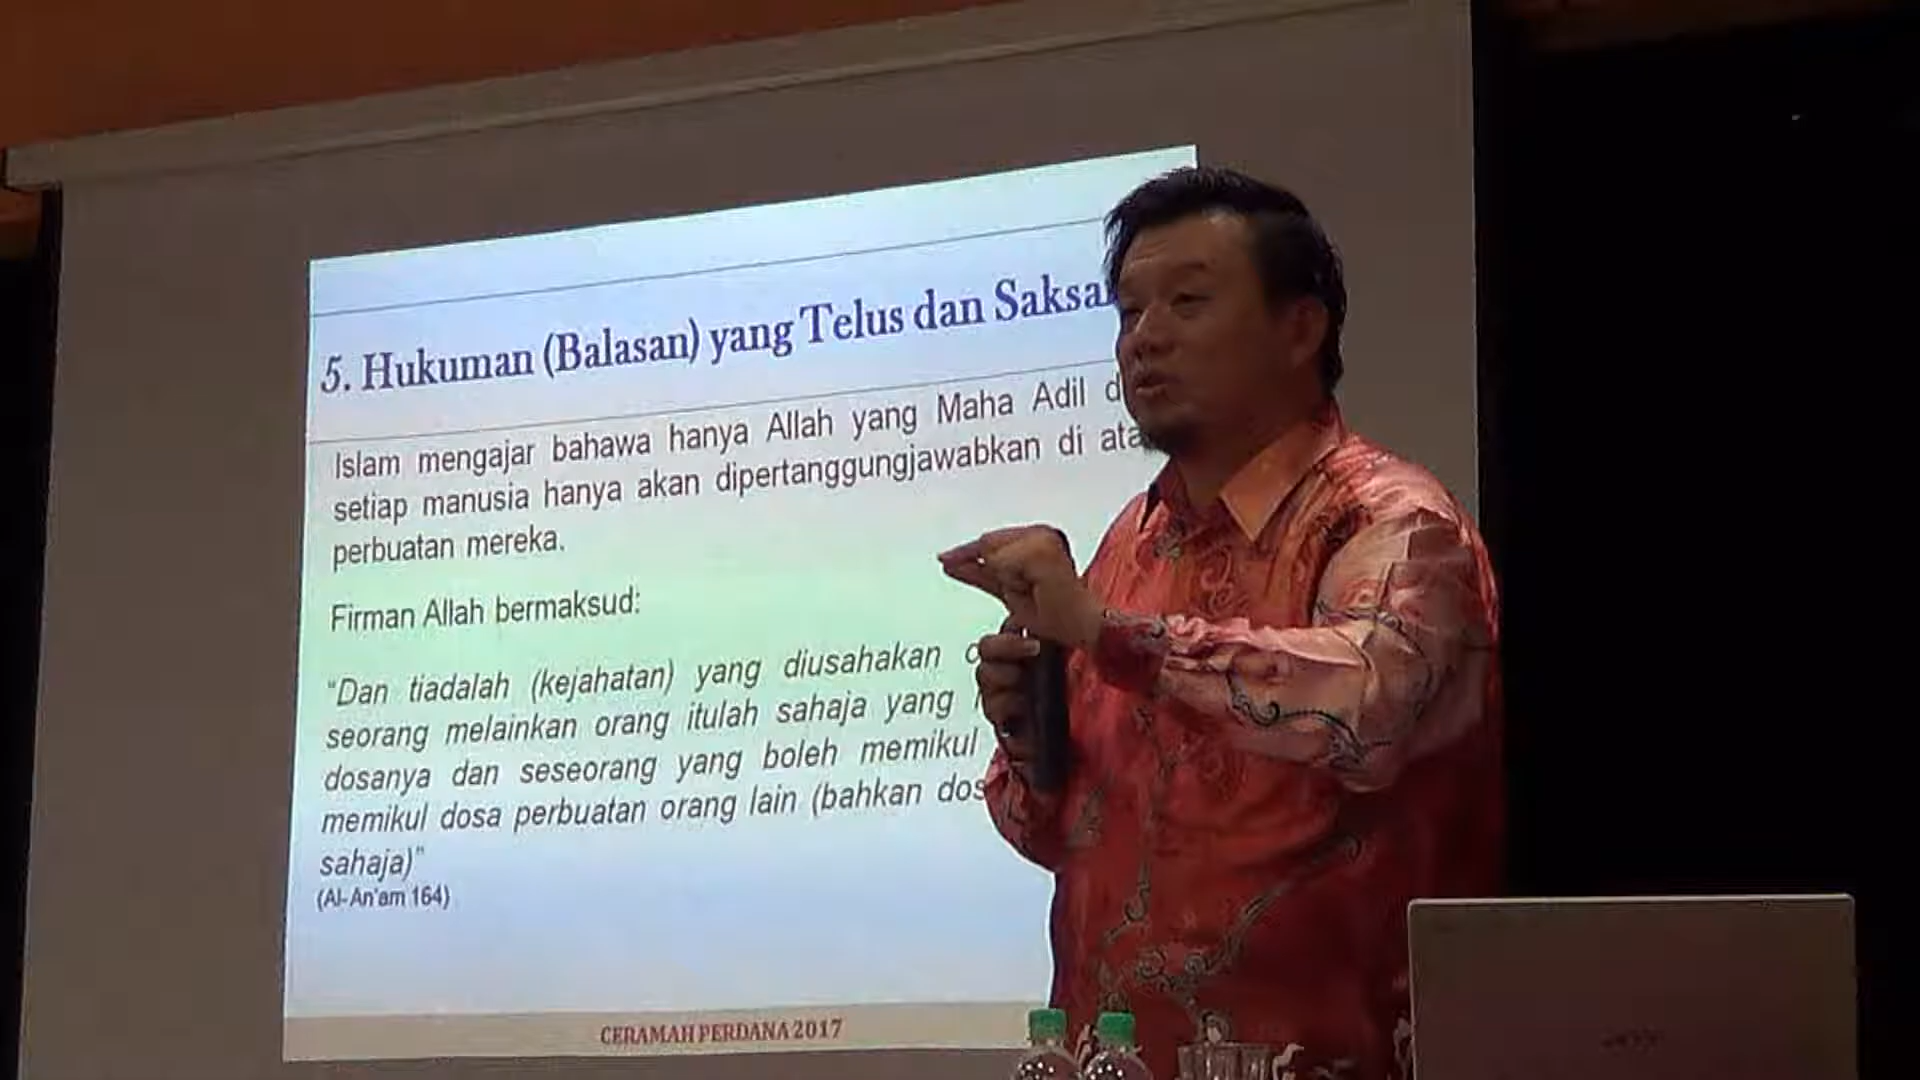 5. Hukuman (Balasan) yang Telus dan Saksa
Islam mengajar bahawa hanya Allah yang Maha Adil d
setiap manusia hanya akan dipertanggungjawabkan di ata
perbuatan mereka.
Firman Allah bermaksud:
“Dan tiadalah (kejahatan) yang diusahakan
seorang melainkan orang itulah sahaja yang
dosanya dan seseorang yang boleh memikul
memikul dosa perbuatan orang lain (bahkan dos
sahaja)”
(Al-An'am 164)
CERAMAH PERDANA 2017